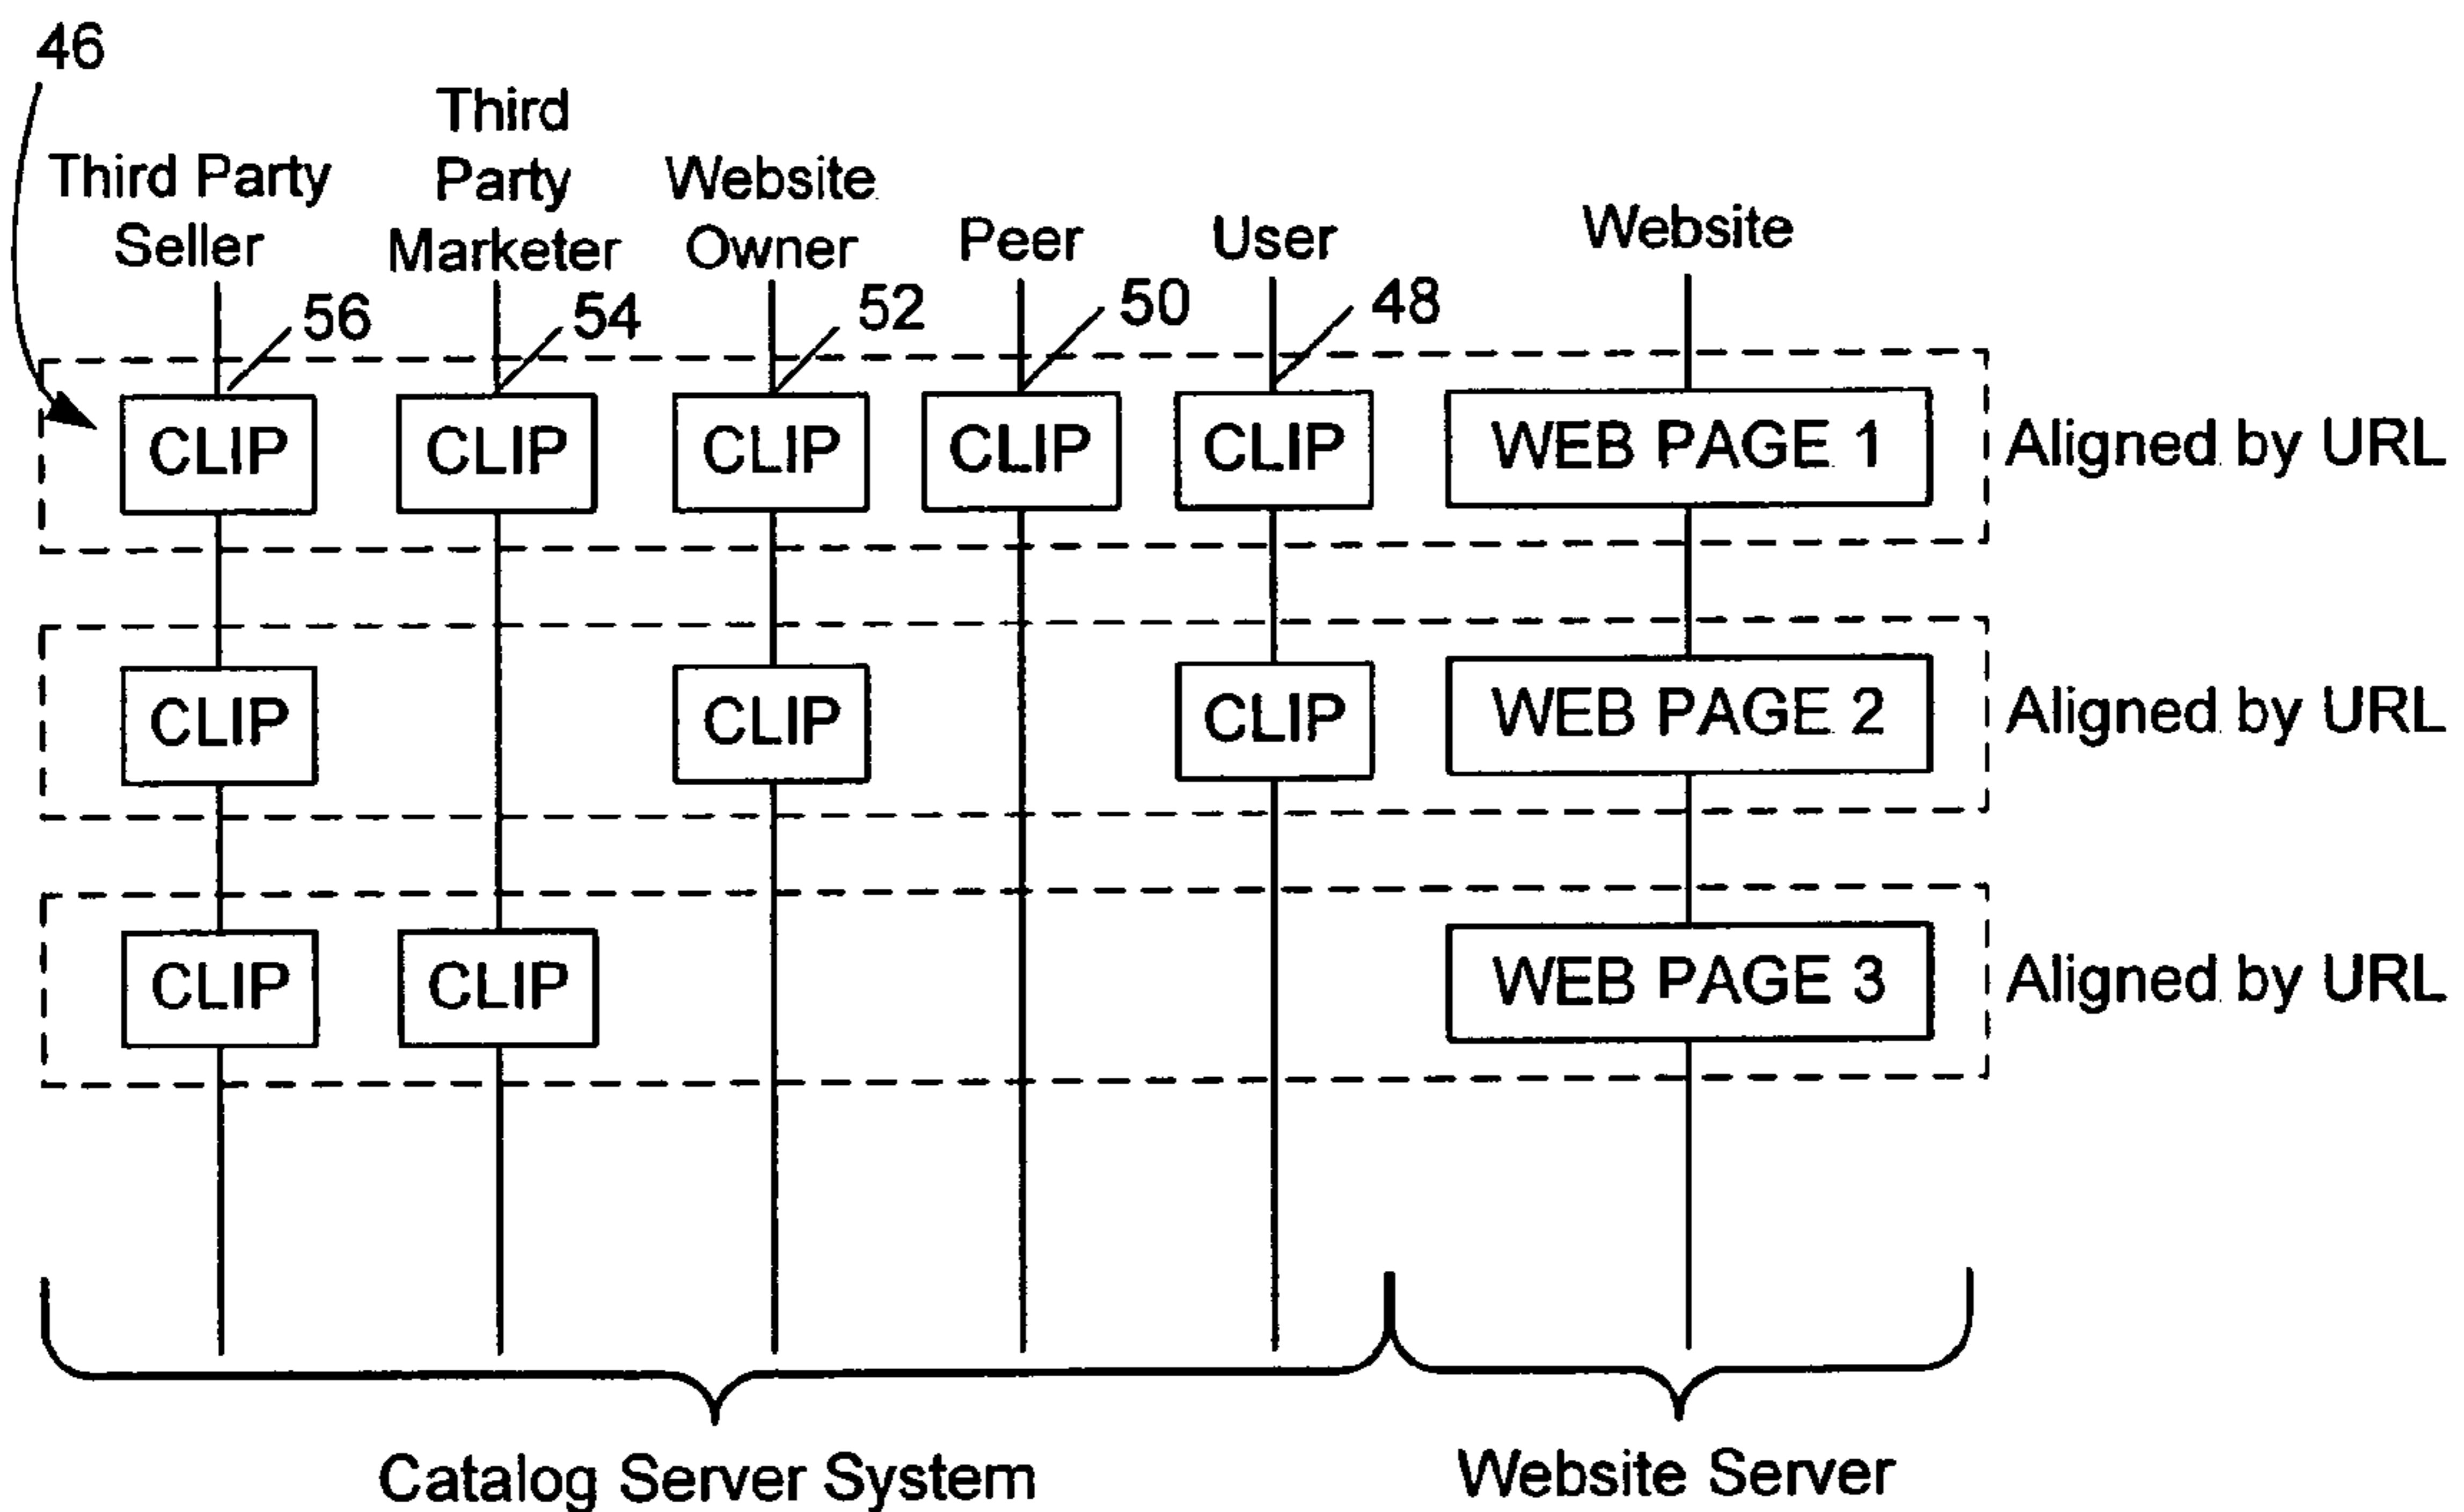 46
Third Party
Seller
Third
Party
Marketer
Website
Owner
Peer
User
Website
56
54
52
50
48
CLIP
CLIP
CLIP
CLIP
CLIP
WEB PAGE 1
Aligned by URL
CLIP
CLIP
CLIP
WEB PAGE 2
Aligned by URL
CLIP
CLIP
WEB PAGE 3
Aligned by URL
Catalog Server System
Website Server